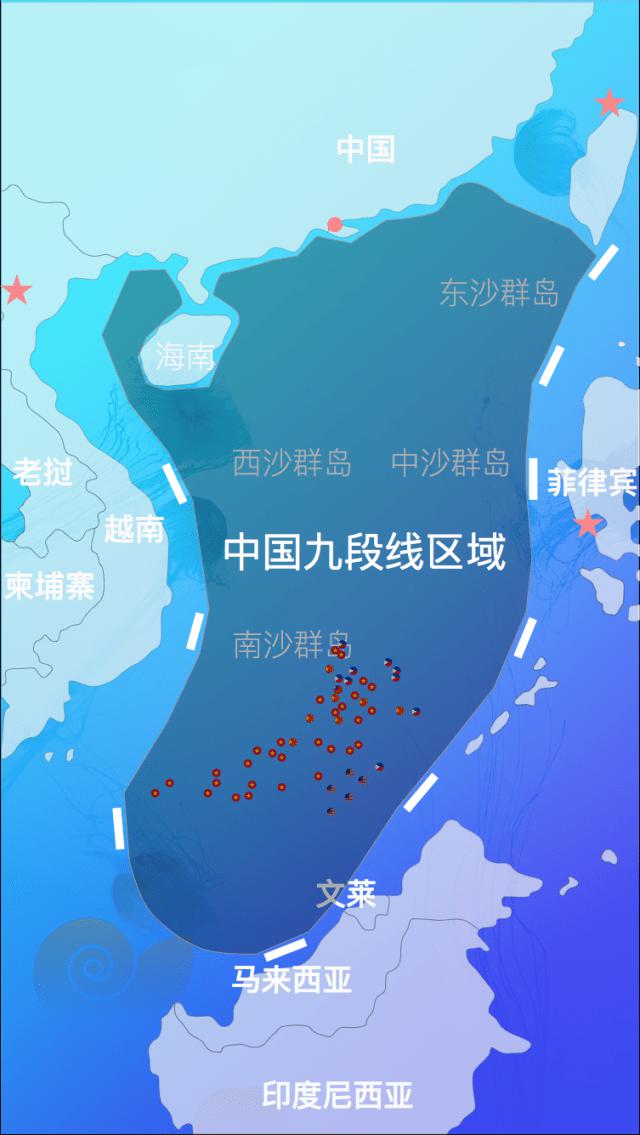 中国
东沙群岛
海南
西沙群岛
中沙群岛
老挝
菲律宾
越南
中国九段线区域
柬埔寨
南沙群岛
文莱
马来西亚
印度尼西亚